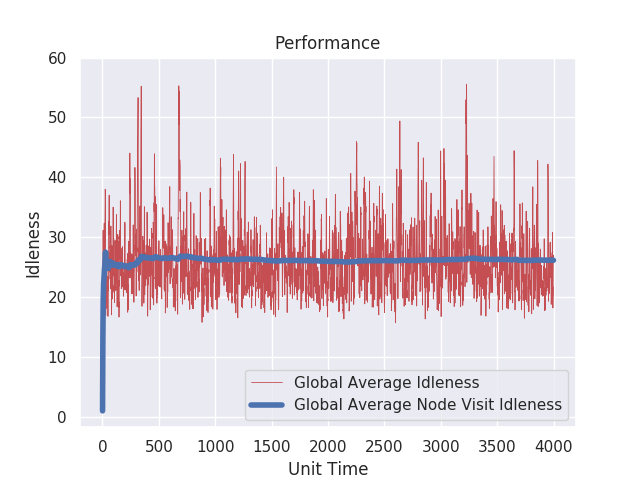 Performance
Idleness
60
50
40
30
20
10
0
0 500 1000 1500 2000 2500 3000 3500 4000
Unit Time
Global Average Idleness
Global Average Node Visit Idleness